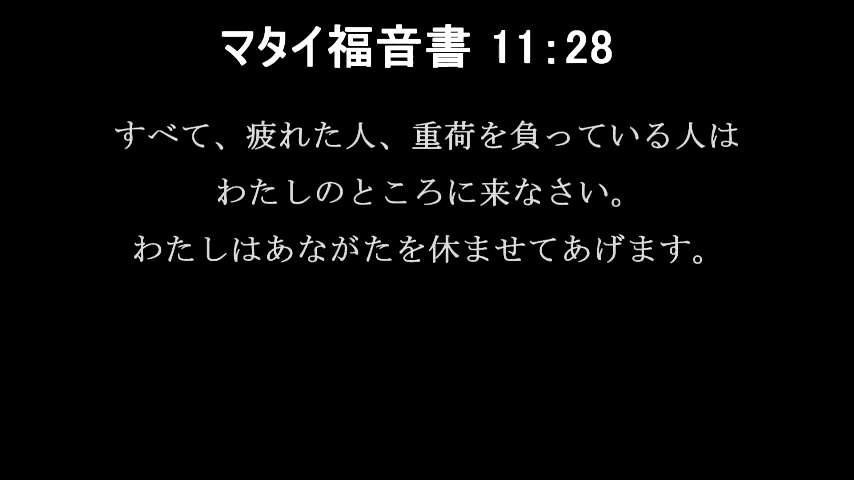 マタイ福音書 11：28
すべて、疲れた人、重荷を負っている人は
わたしのところに来なさい。
わたしはあながたを休ませてあげます。